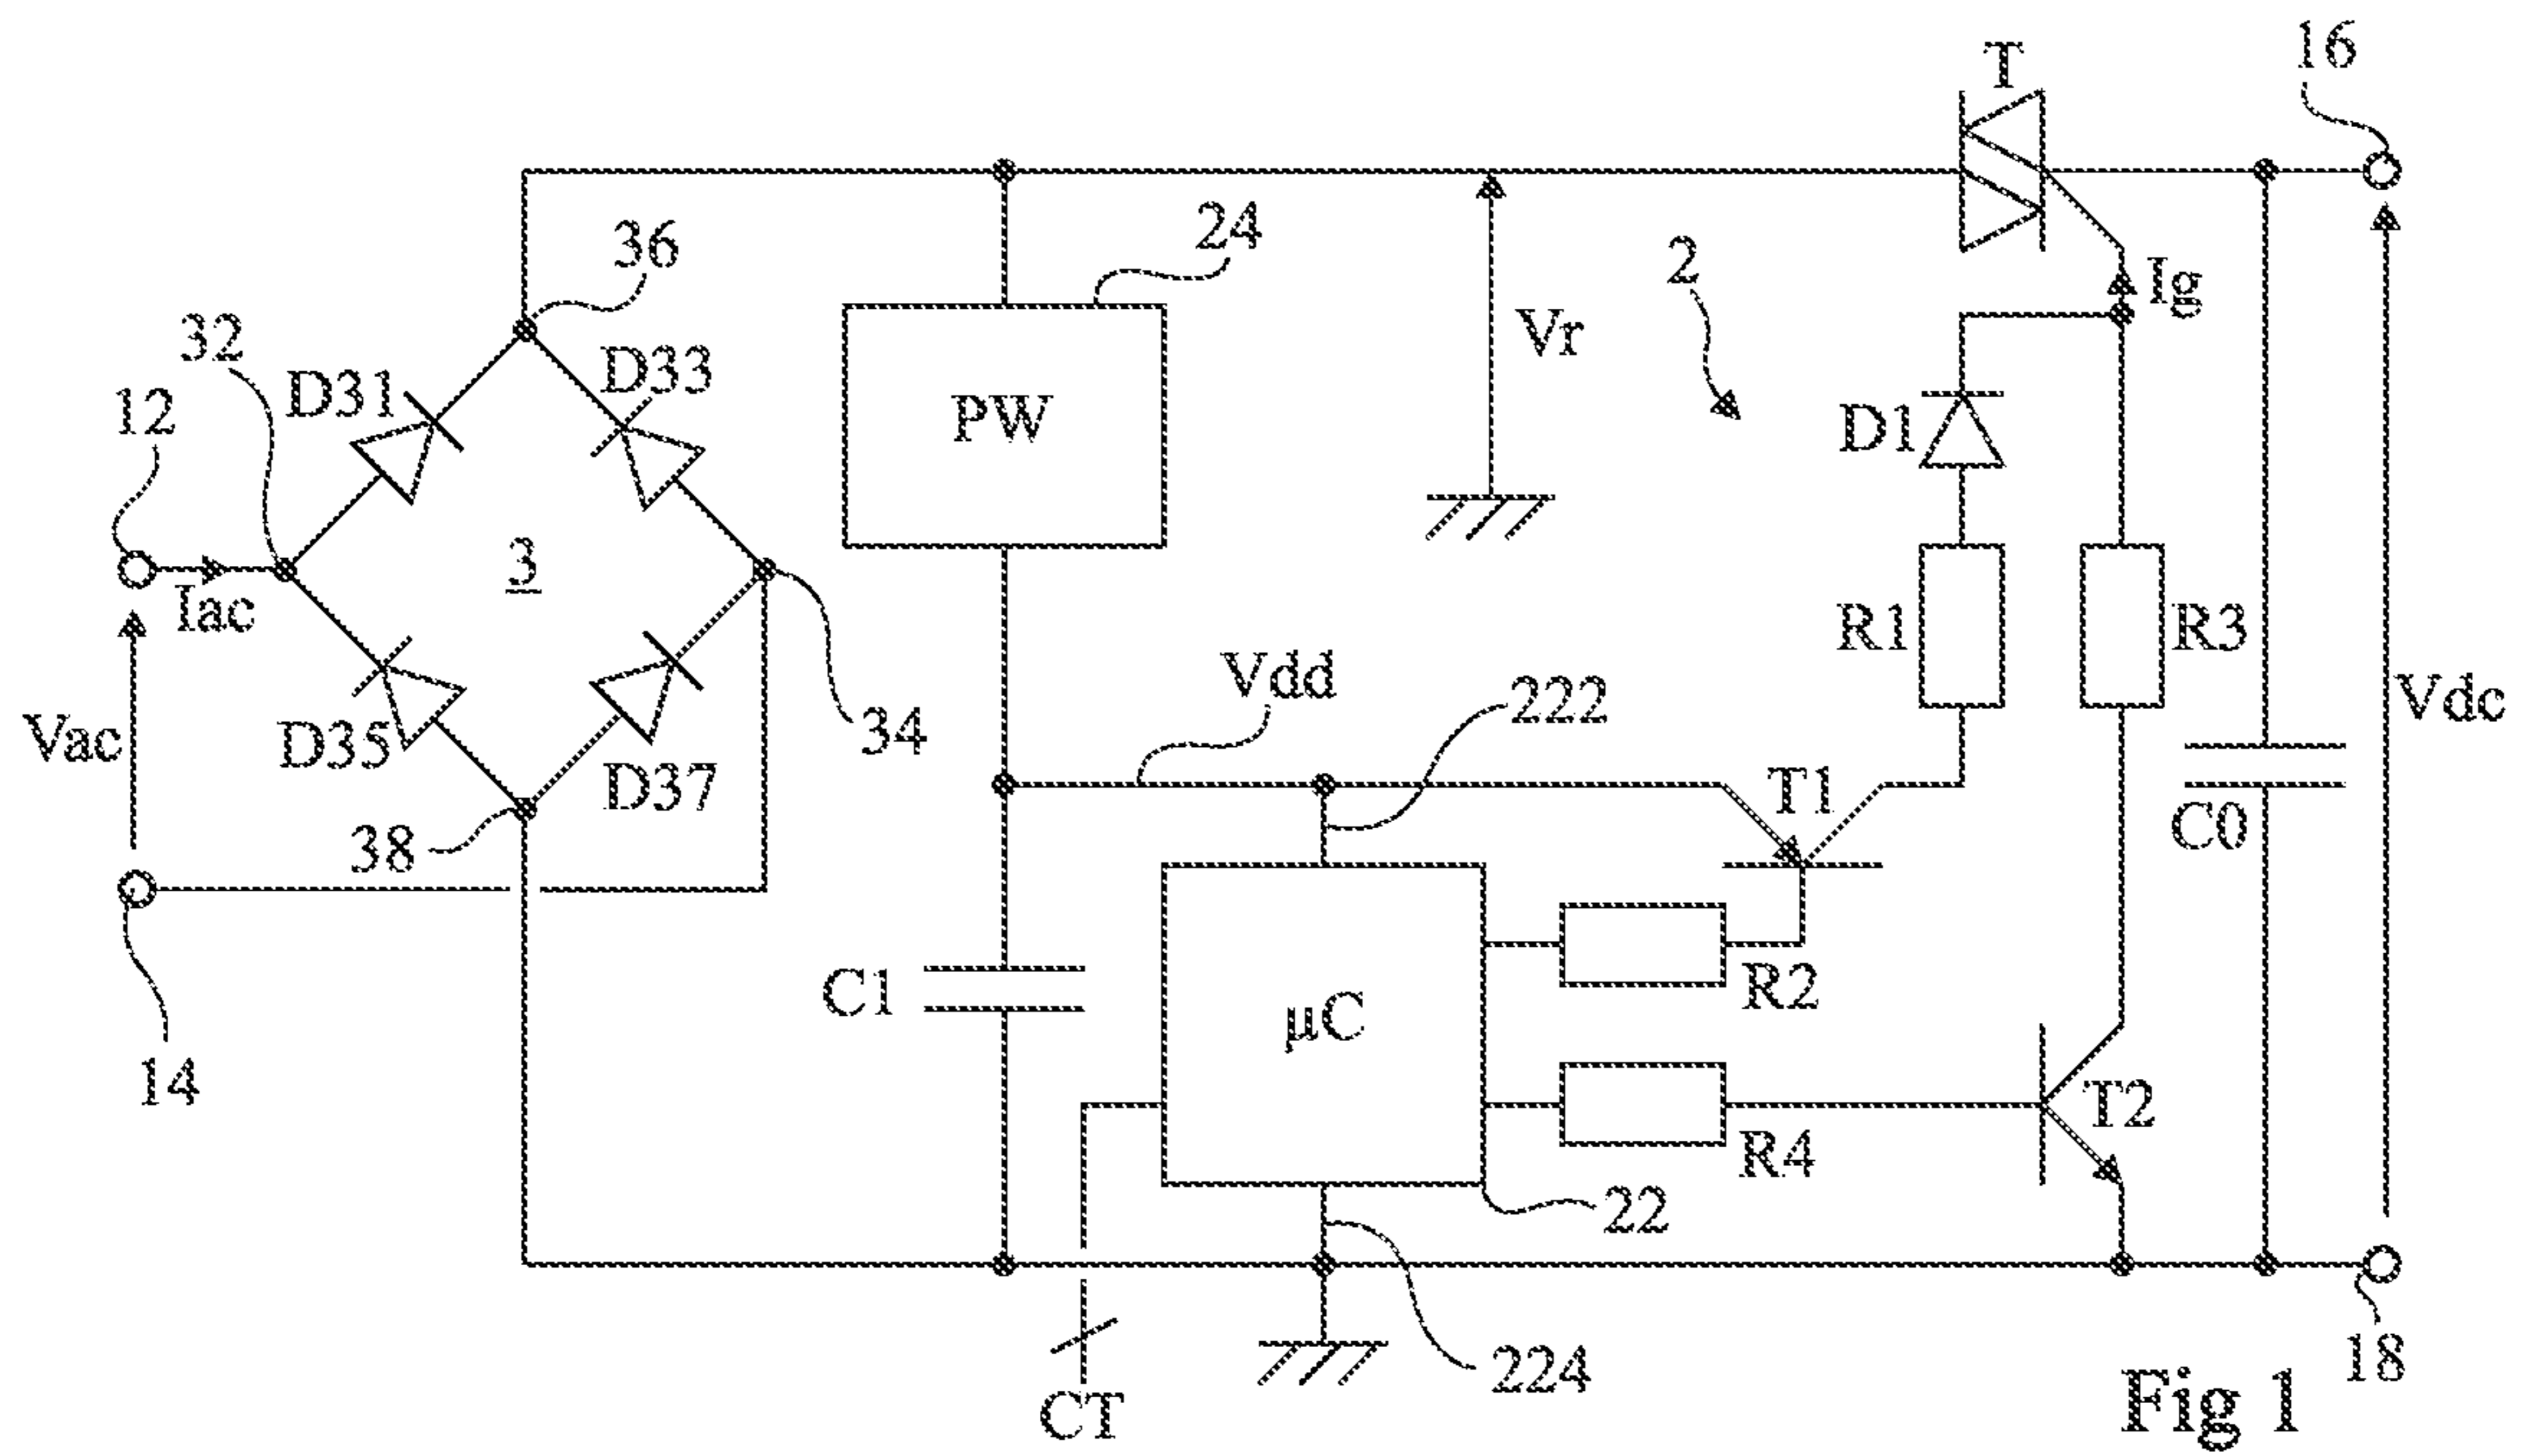 16
T
36
24
2
Ig
32
D31
D33
Vr
12
PW
D1
3
Iac
R1
R3
Vdd
222
Vac
D35
34
Vdc
D37
T1
38
C0
C1
µC
R2
14
T2
R4
22
18
224
CT
Fig 1